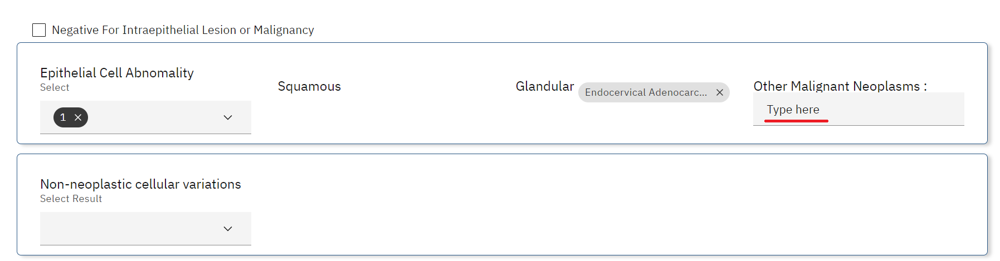 Negative For Intraepithelial Lesion or Malignancy
Epithelial Cell Abnomality
Select
1
Squamous
Glandular
Endocervical Adenocarc...
Other Malignant Neoplasms :
Type here
Non-neoplastic cellular variations
Select Result